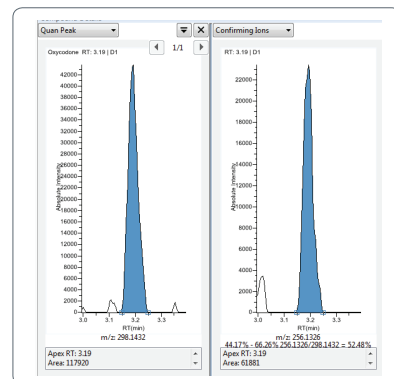 Quan Peak
Confirming Ions
Oxycodone RT: 3.19 | D1
1/1
RT: 3.19 | D1
42000
40000
38000
36000
34000
32000
30000
28000
26000
24000
22000
20000
18000
16000
14000
12000
10000
8000
6000
4000
2000
0
Absolute Intensity
3.0
3.1
3.2
3.3
RT(min)
m/z: 298.1432
22000
20000
18000
16000
14000
12000
10000
8000
6000
4000
2000
0
Absolute Intensity
3.0
3.1
3.2
3.3
RT(min)
m/z: 256.1326
44.17% - 66.26% 256.1326/298.1432 = 52.48%
Apex RT: 3.19
Area: 117920
Apex RT: 3.19
Area: 61881